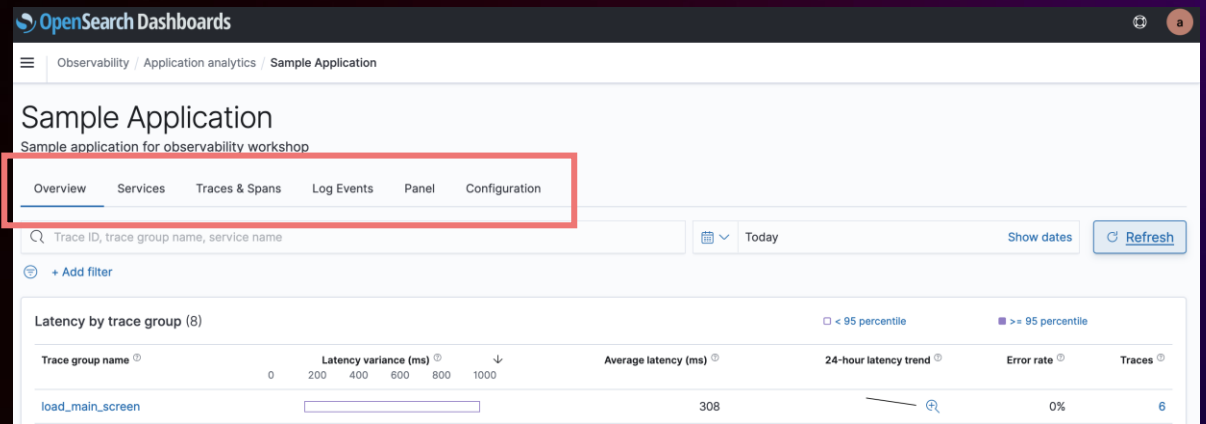 OpenSearch Dashboards
a
Observability / Application analytics / Sample Application
Sample Application
Sample application for observability workshop
Overview Services Traces & Spans Log Events Panel Configuration
Trace ID, trace group name, service name Today Show dates Refresh
+ Add filter
Latency by trace group (8) < 95 percentile >= 95 percentile
Trace group name ? Latency variance (ms) ? Average latency (ms) ? 24-hour latency trend ? Error rate ? Traces ?
0 200 400 600 800 1000
load_main_screen 308 0% 6